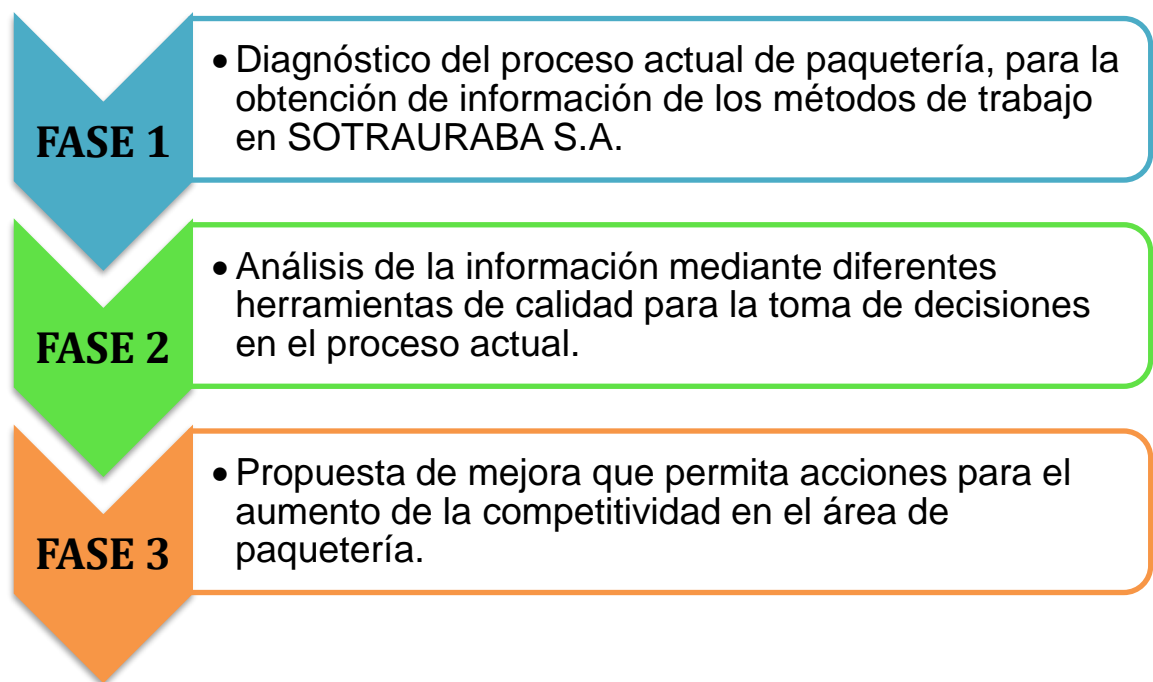 FASE 1
• Diagnóstico del proceso actual de paquetería, para la
obtención de información de los métodos de trabajo
en SOTRAURABA S.A.
FASE 2
• Análisis de la información mediante diferentes
herramientas de calidad para la toma de decisiones
en el proceso actual.
FASE 3
• Propuesta de mejora que permita acciones para el
aumento de la competitividad en el área de
paquetería.